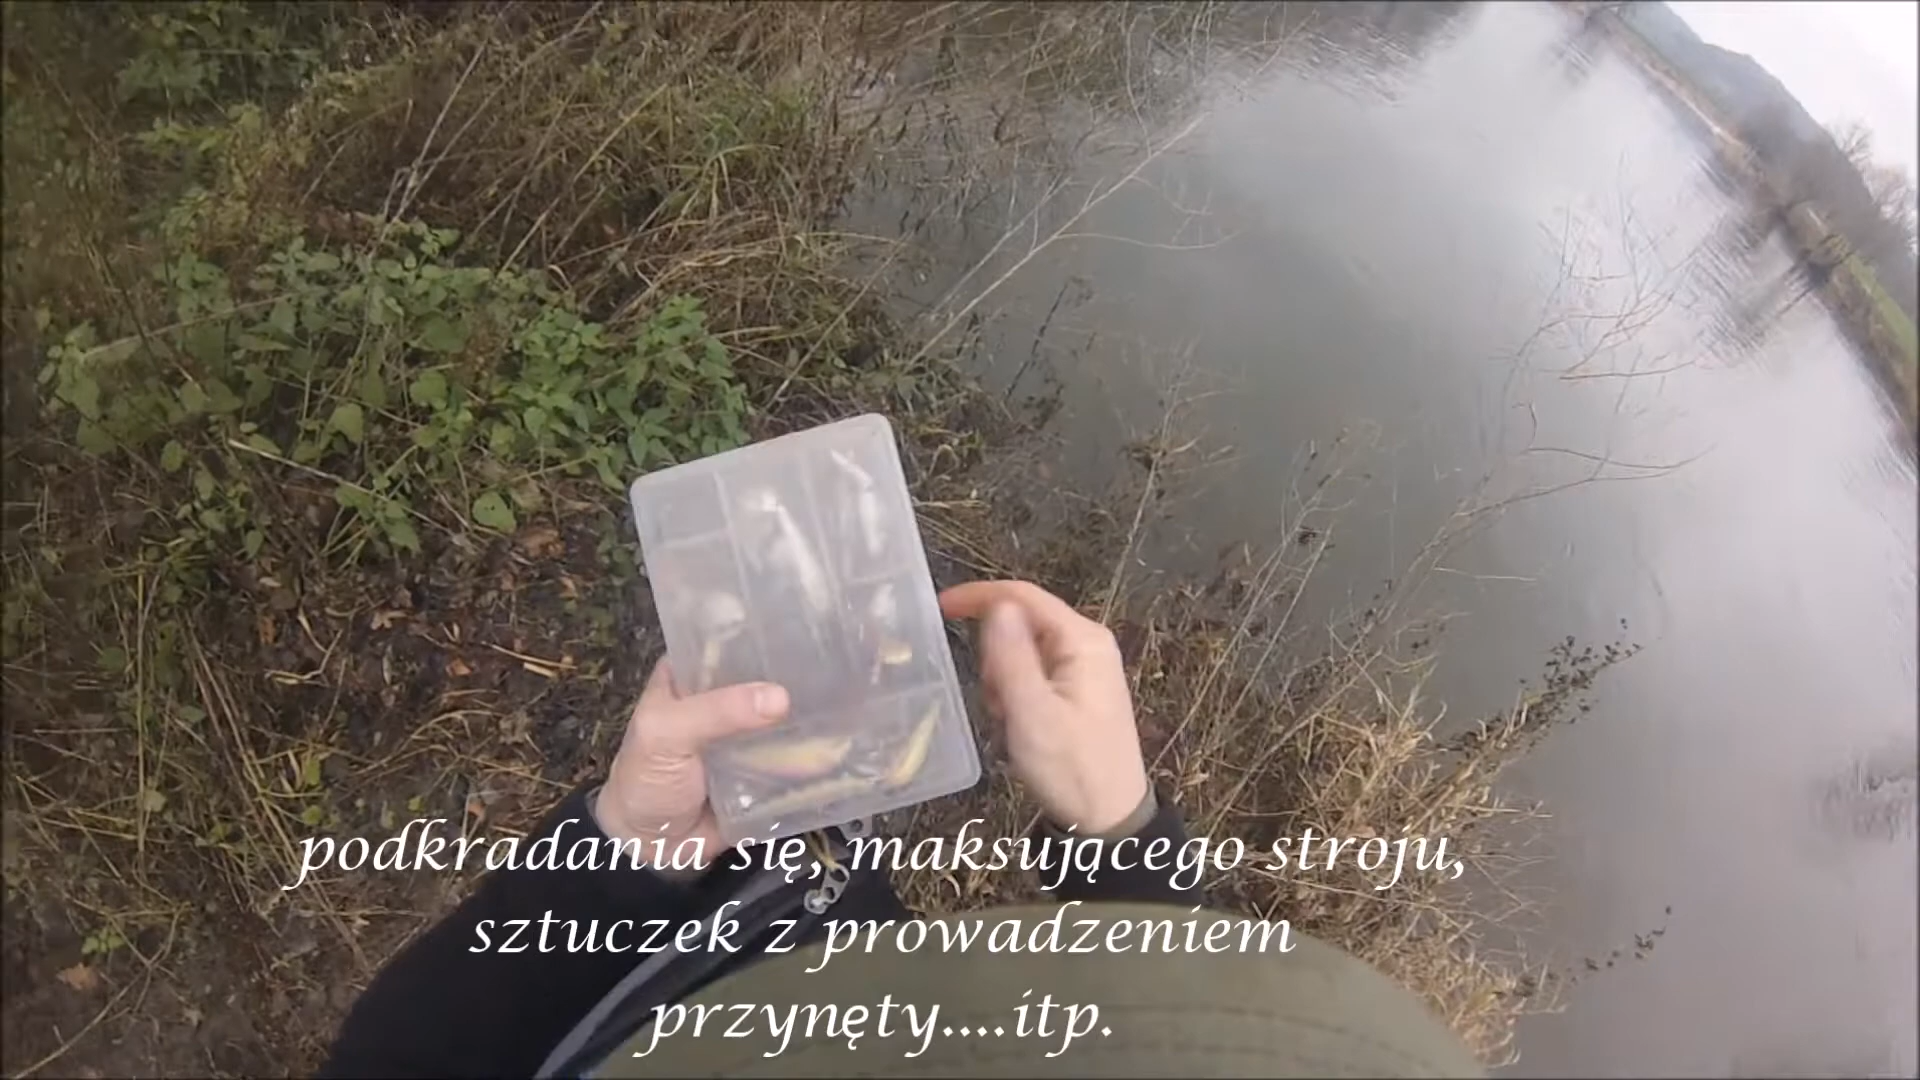 podkradania się, maksującego stroju,
sztuczek z prowadzeniem
przynęty....itp.